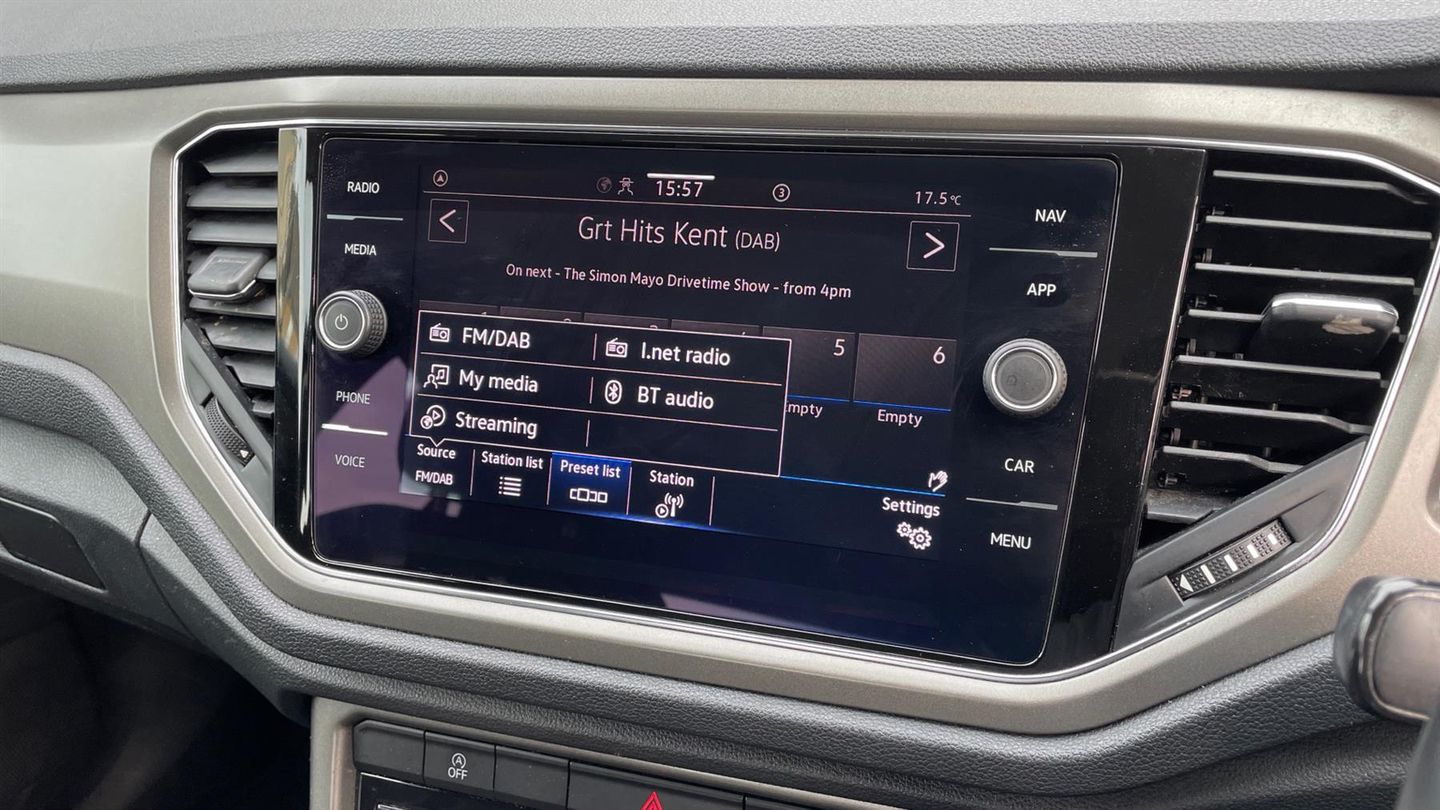 RADIO
MEDIA
PHONE
VOICE
15:57
3
17.5°C
Grt Hits Kent (DAB)
On next - The Simon Mayo Drivetime Show - from 4pm
FM/DAB
I.net radio
My media
BT audio
Streaming
5
6
Empty
Source
FM/DAB
Station list
Preset list
Station
Settings
NAV
APP
CAR
MENU
A
OFF